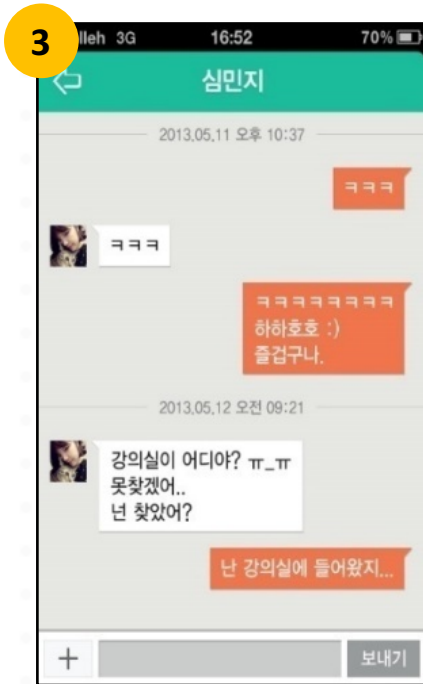 3
lleh 3G 16:52 70%
심민지
2013.05.11 오후 10:37
ㅋㅋㅋ
ㅋㅋㅋ
ㅋㅋㅋㅋㅋㅋㅋㅋ
하하호호 :)
즐겁구나.
2013.05.12 오전 09:21
강의실이 어디야? ㅠ_ㅠ
못찾겠어..
넌 찾았어?
난 강의실에 들어왔지...
+ 보내기